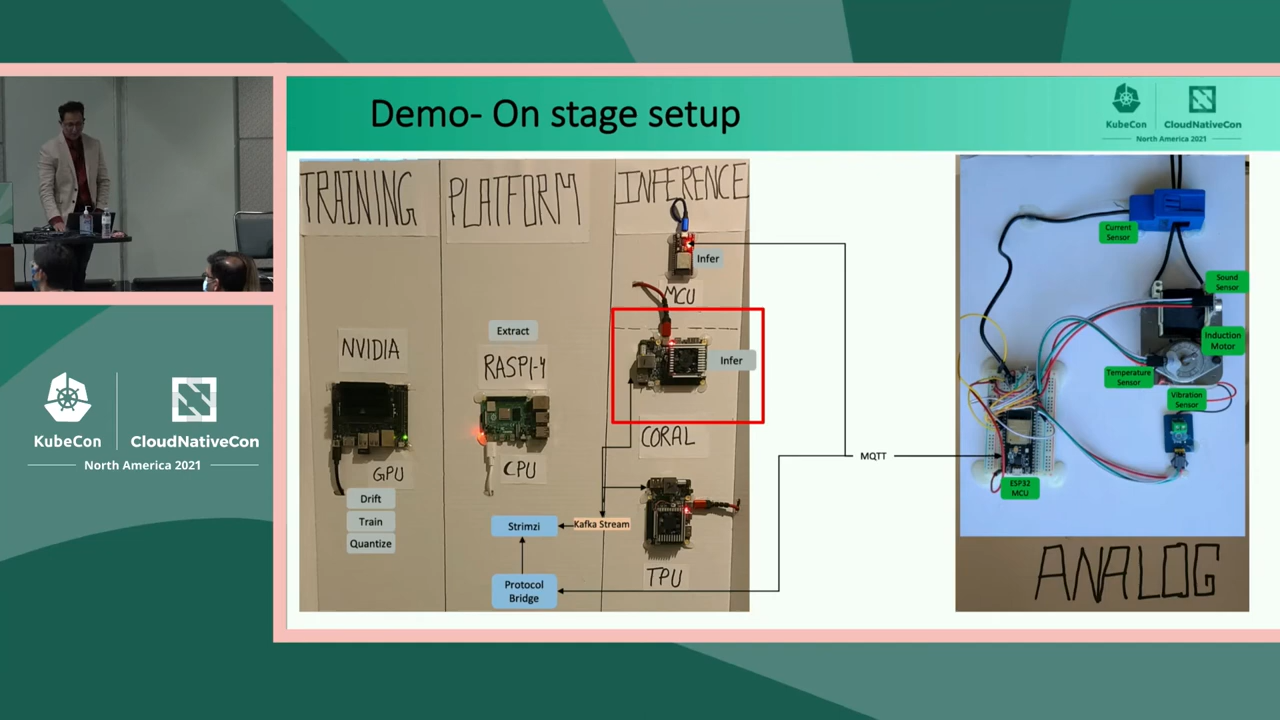 Demo- On stage setup
KubeCon
CloudNativeCon
North America 2021
TRAINING
PLATFORM
INFERENCE
Infer
MCU
Extract
NVIDIA
RASPI-4
Infer
CORAL
GPU
CPU
Drift
Train
Quantize
Strimzi
Kafka Stream
Protocol
Bridge
TPU
MQTT
Current
Sensor
Sound
Sensor
Induction
Motor
Temperature
Sensor
Vibration
Sensor
ESP32
MCU
ANALOG
KubeCon
CloudNativeCon
North America 2021